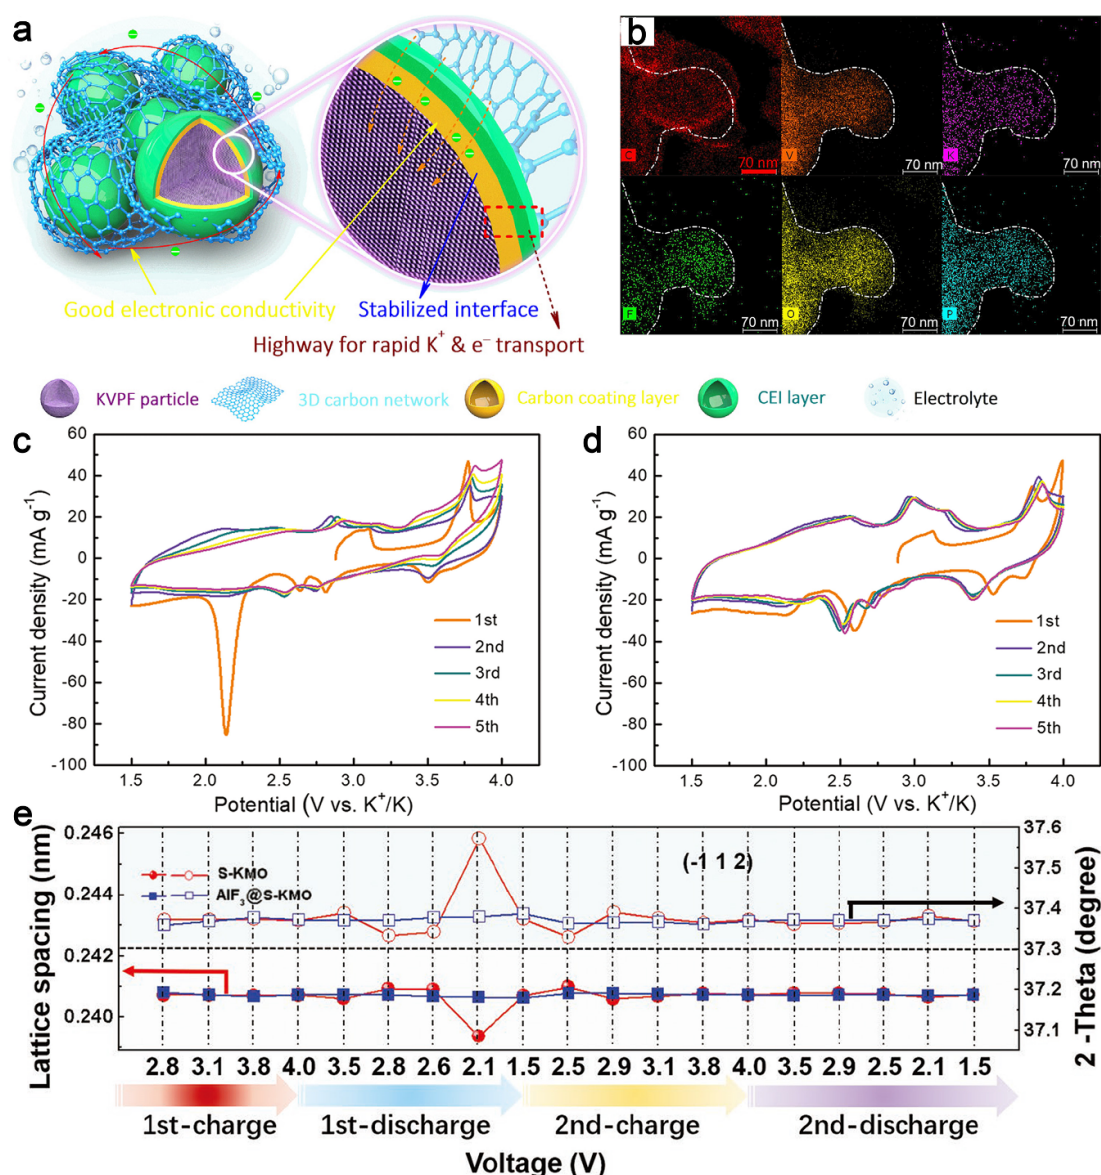 a
Good electronic conductivity
Stabilized interface
Highway for rapid K⁺ & e⁻ transport
b
C
70 nm
V
70 nm
K
70 nm
F
70 nm
O
70 nm
P
70 nm
KVPF particle
3D carbon network
Carbon coating layer
CEI layer
Electrolyte
c
60
40
20
0
-20
-40
-60
-80
-100
Current density (mA g⁻¹)
1st
2nd
3rd
4th
5th
1.5 2.0 2.5 3.0 3.5 4.0
Potential (V vs. K⁺/K)
d
60
40
20
0
-20
-40
-60
-80
-100
Current density (mA g⁻¹)
1st
2nd
3rd
4th
5th
1.5 2.0 2.5 3.0 3.5 4.0
Potential (V vs. K⁺/K)
e
Lattice spacing (nm)
0.246
0.244
0.242
0.240
S-KMO
AlF₃@S-KMO
(-1 1 2)
37.6
37.5
37.4
37.3
37.2
37.1
2 -Theta (degree)
2.8 3.1 3.8 4.0 3.5 2.8 2.6 2.1 1.5 2.5 2.9 3.1 3.8 4.0 3.5 2.9 2.5 2.1 1.5
1st-charge 1st-discharge 2nd-charge 2nd-discharge
Voltage (V)